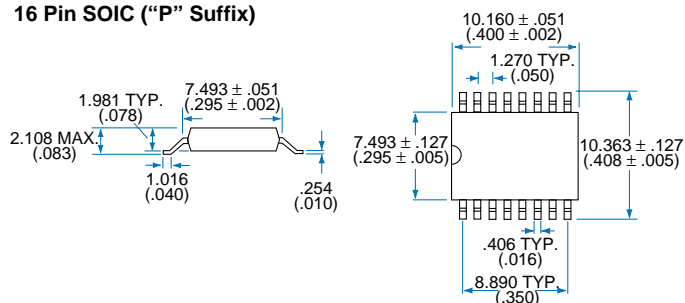 16 Pin SOIC (“P” Suffix)
10.160 ± .051
(.400 ± .002)
1.270 TYP.
(.050)
7.493 ± .051
(.295 ± .002)
1.981 TYP.
(.078)
2.108 MAX.
(.083)
1.016
(.040)
.254
(.010)
7.493 ± .127
(.295 ± .005)
10.363 ± .127
(.408 ± .005)
.406 TYP.
(.016)
8.890 TYP.
(.350)